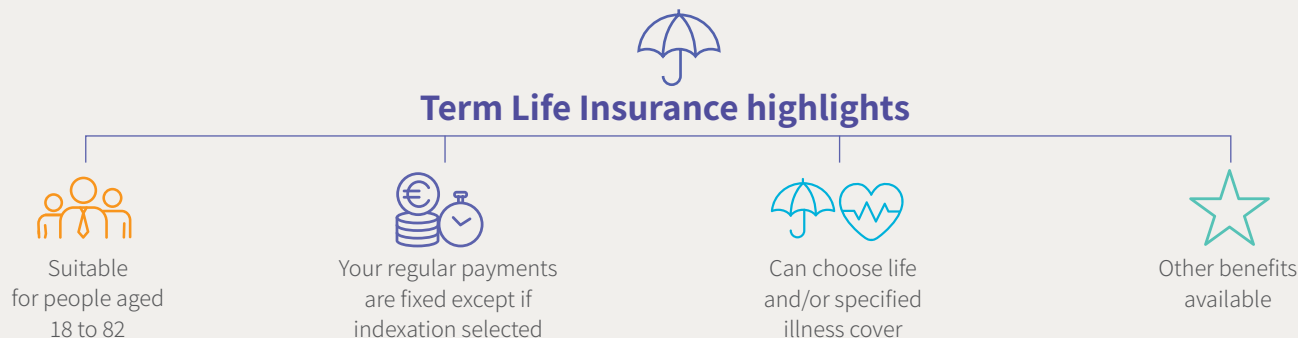 Term Life Insurance highlights
Suitable
for people aged
18 to 82
Your regular payments
are fixed except if
indexation selected
Can choose life
and/or specified
illness cover
Other benefits
available